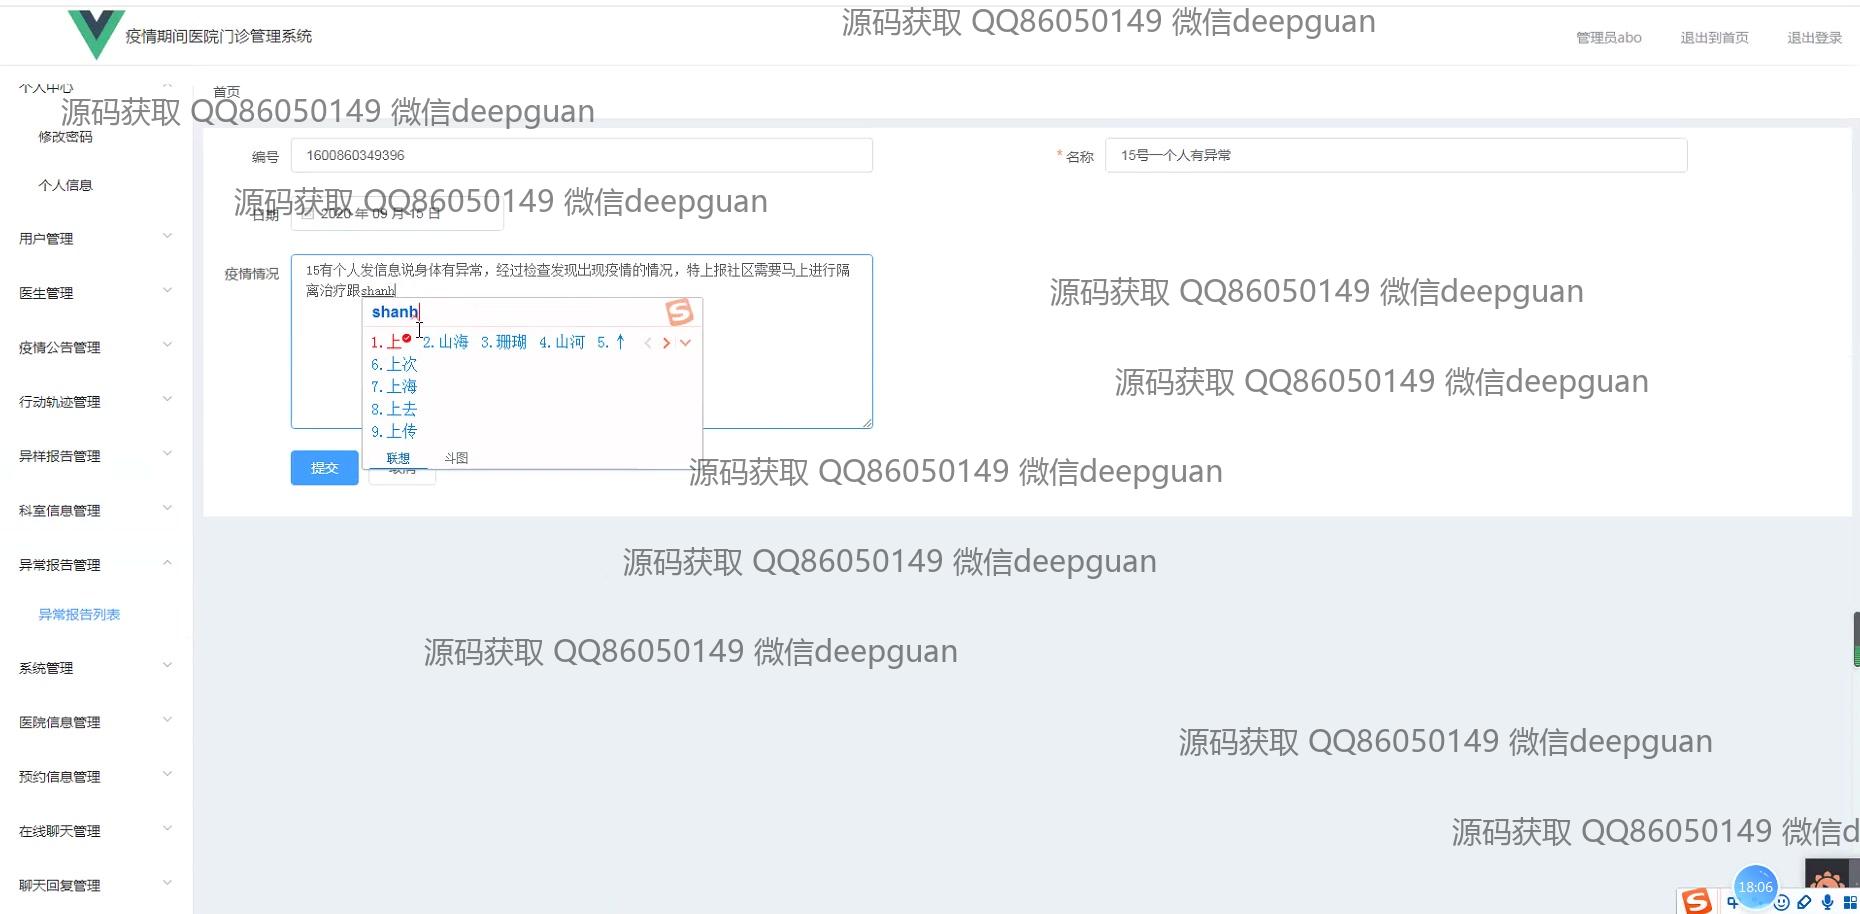 源码获取 QQ86050149 微信deepguan
疫情期间医院门诊管理系统
管理员abo
退出到首页
退出登录
个人中心
首页
源码获取 QQ86050149 微信deepguan
修改密码
编号
1600860349396
* 名称
15号一个人有异常
个人信息
源码获取 QQ86050149 微信deepguan
日期
2020 年 09 月 15 日
用户管理
疫情情况
15有个人发信息说身体有异常，经过检查发现出现疫情的情况，特上报社区需要马上进行隔
离治疗跟shanh
医生管理
源码获取 QQ86050149 微信deepguan
shanh
1.上 2.山海 3.珊瑚 4.山河 5.↑
6.上次
7.上海
8.上去
9.上传
联想 斗图
疫情公告管理
源码获取 QQ86050149 微信deepguan
行动轨迹管理
异样报告管理
提交
取消
源码获取 QQ86050149 微信deepguan
科室信息管理
异常报告管理
源码获取 QQ86050149 微信deepguan
异常报告列表
系统管理
源码获取 QQ86050149 微信deepguan
医院信息管理
源码获取 QQ86050149 微信deepguan
预约信息管理
在线聊天管理
源码获取 QQ86050149 微信d
聊天回复管理
18:06